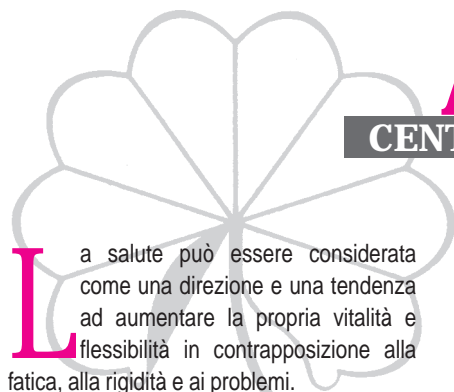 CENT
La salute può essere considerata
come una direzione e una tendenza
ad aumentare la propria vitalità e
flessibilità in contrapposizione alla
fatica, alla rigidità e ai problemi.